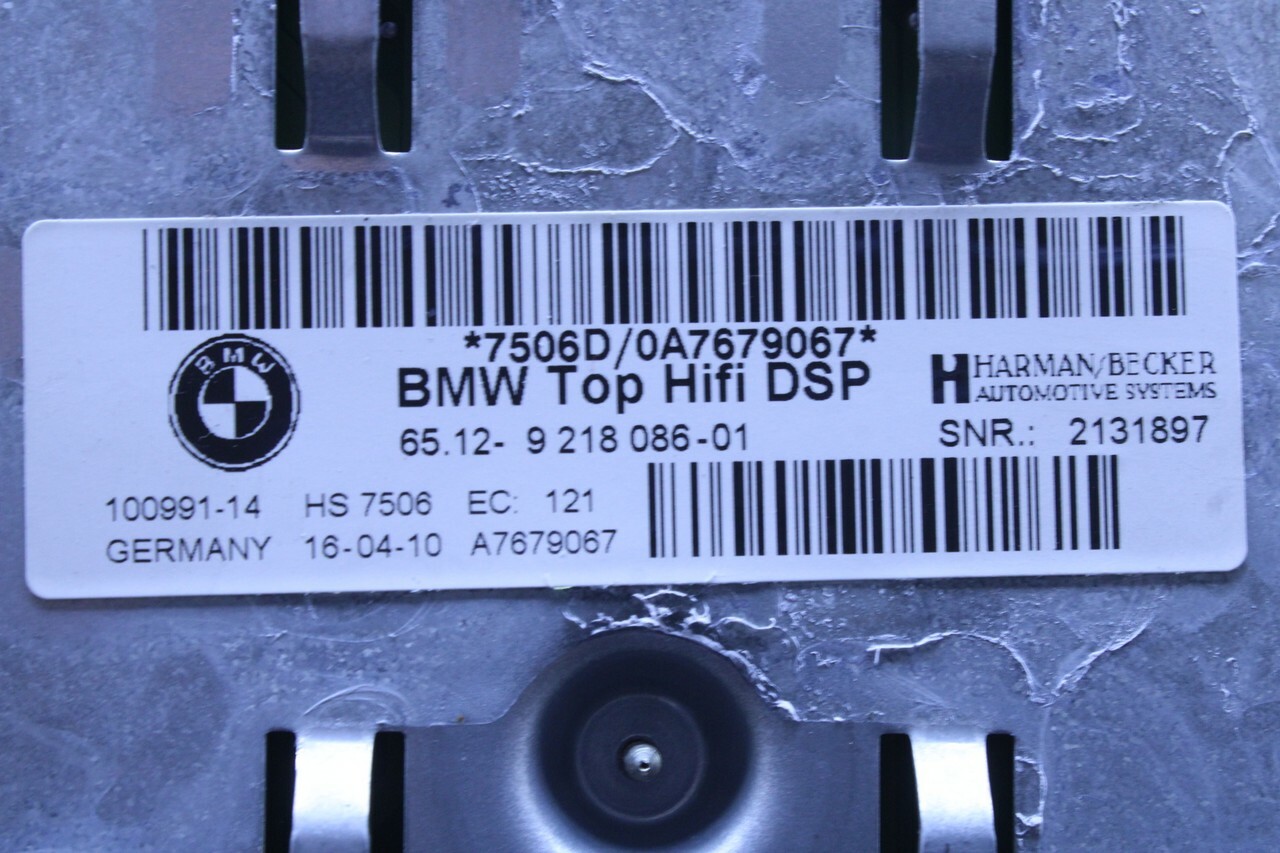 *7506D/0A7679067*
BMW
BMW Top Hifi DSP
H HARMAN/BECKER
AUTOMOTIVE SYSTEMS
65.12- 9 218 086-01
SNR.: 2131897
100991-14 HS 7506 EC: 121
GERMANY 16-04-10 A7679067